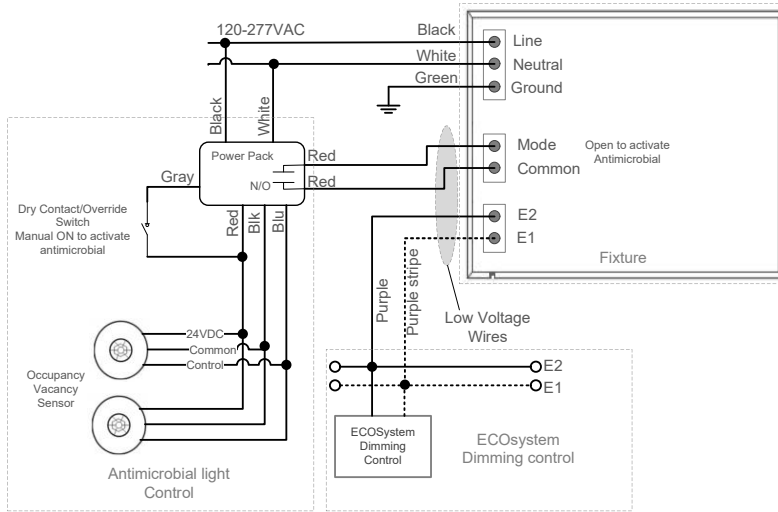 120-277VAC
Black
White
Green
Line
Neutral
Ground
Black
White
Power Pack
N/O
Red
Red
Mode
Common
Open to activate
Antimicrobial
Gray
Red
Blk
Blu
Dry Contact/Override
Switch
Manual ON to activate
antimicrobial
E2
E1
Fixture
Purple
Purple stripe
Low Voltage
Wires
24VDC
Common
Control
Occupancy
Vacancy
Sensor
E2
E1
ECOSystem
Dimming
Control
ECOsystem
Dimming control
Antimicrobial light
Control